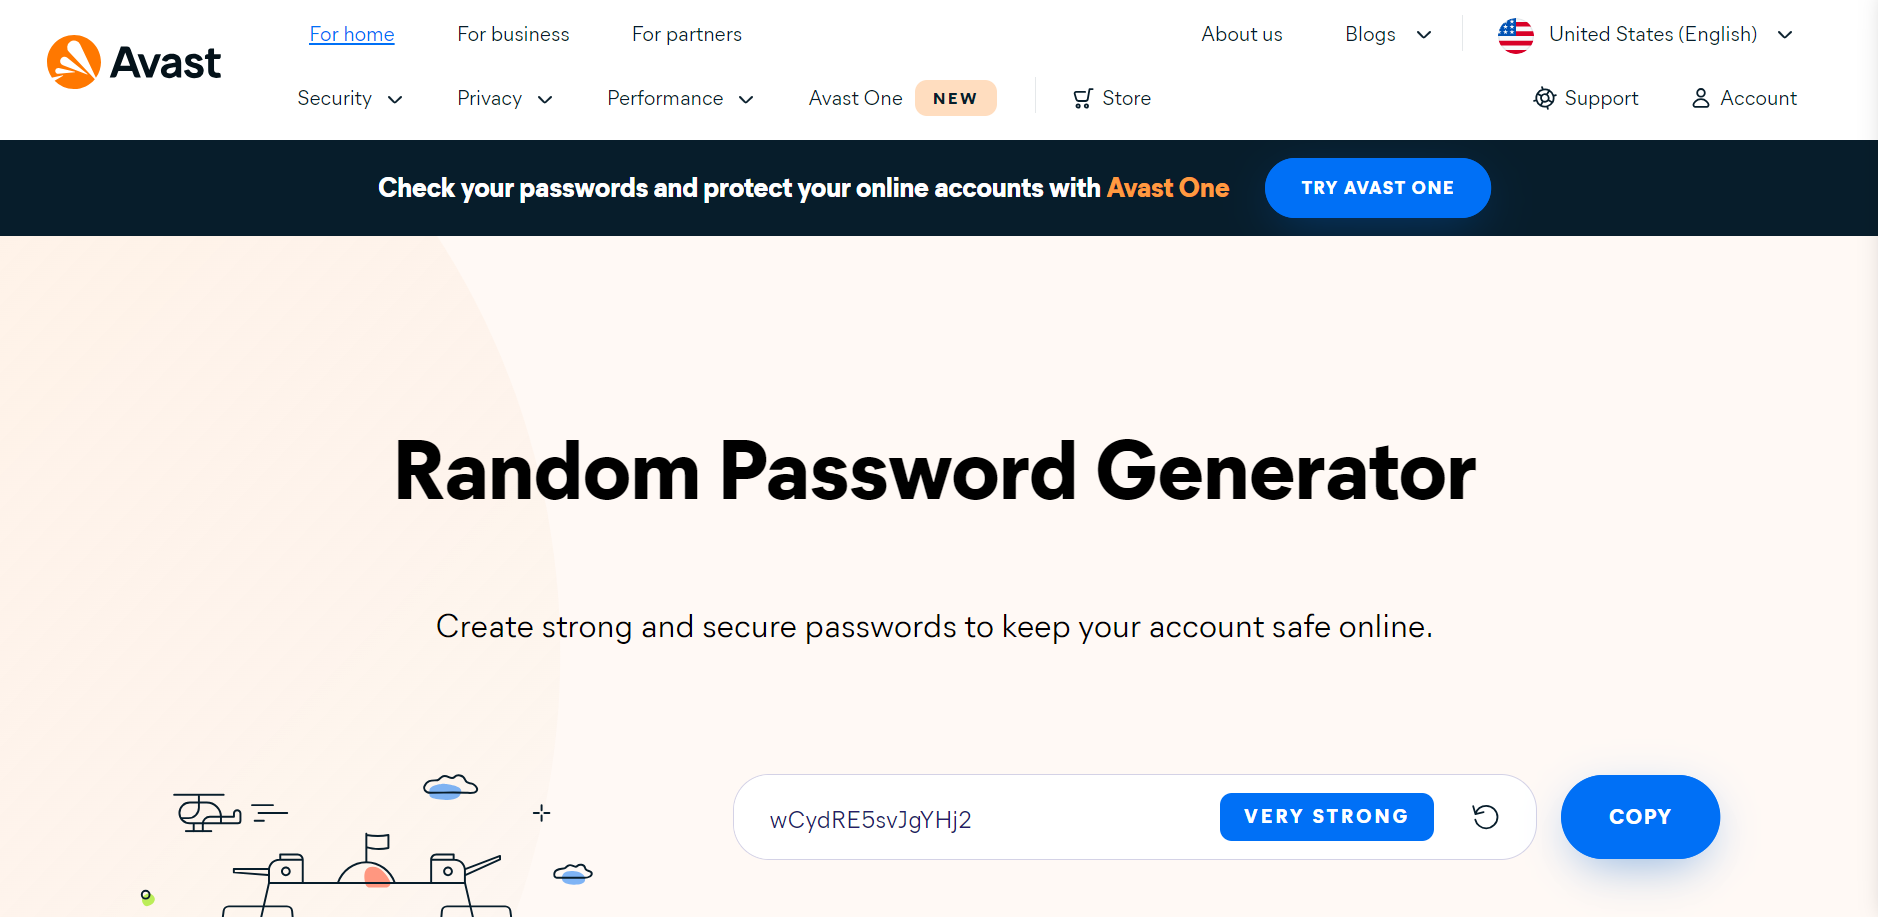 Avast
For home For business For partners About us Blogs United States (English)
Security Privacy Performance Avast One NEW Store Support Account
Check your passwords and protect your online accounts with Avast One TRY AVAST ONE
Random Password Generator
Create strong and secure passwords to keep your account safe online.
wCydRE5svJgYHj2 VERY STRONG COPY